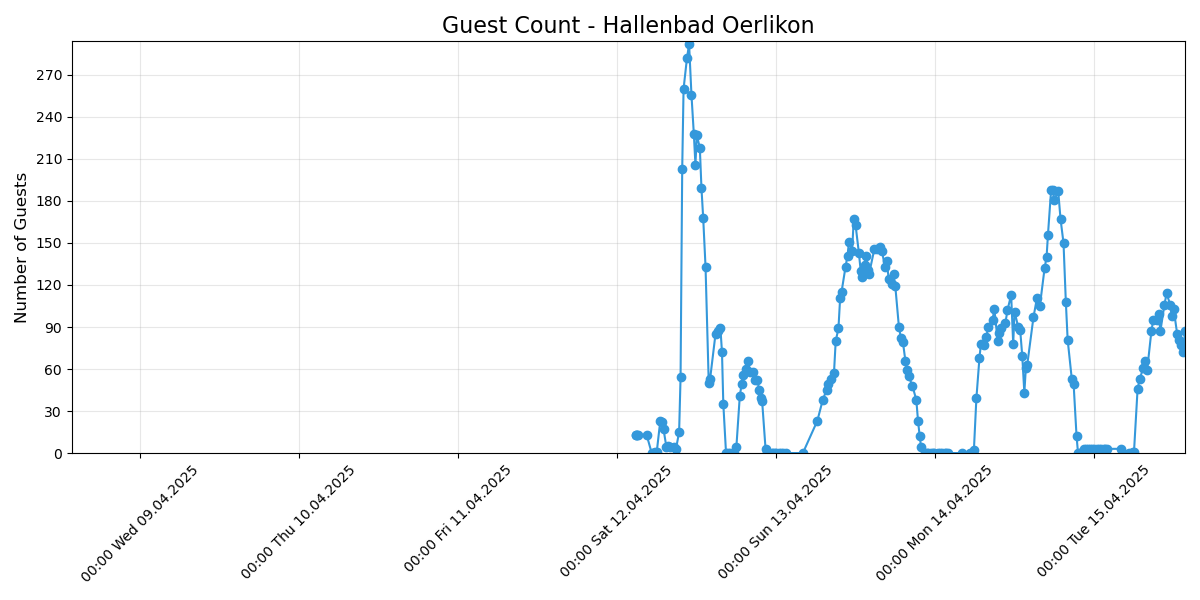 Guest Count - Hallenbad Oerlikon
Number of Guests
270
240
210
180
150
120
90
60
30
0
00:00 Wed 09.04.2025
00:00 Thu 10.04.2025
00:00 Fri 11.04.2025
00:00 Sat 12.04.2025
00:00 Sun 13.04.2025
00:00 Mon 14.04.2025
00:00 Tue 15.04.2025